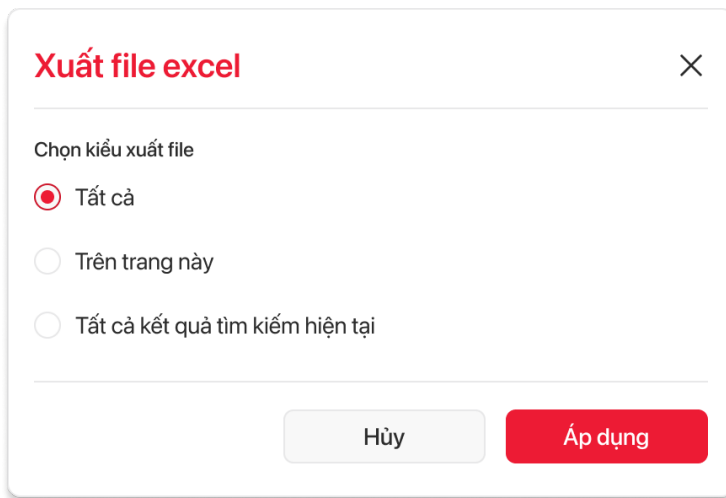 Xuất file excel
Chọn kiểu xuất file
Tất cả
Trên trang này
Tất cả kết quả tìm kiếm hiện tại
Hủy
Áp dụng